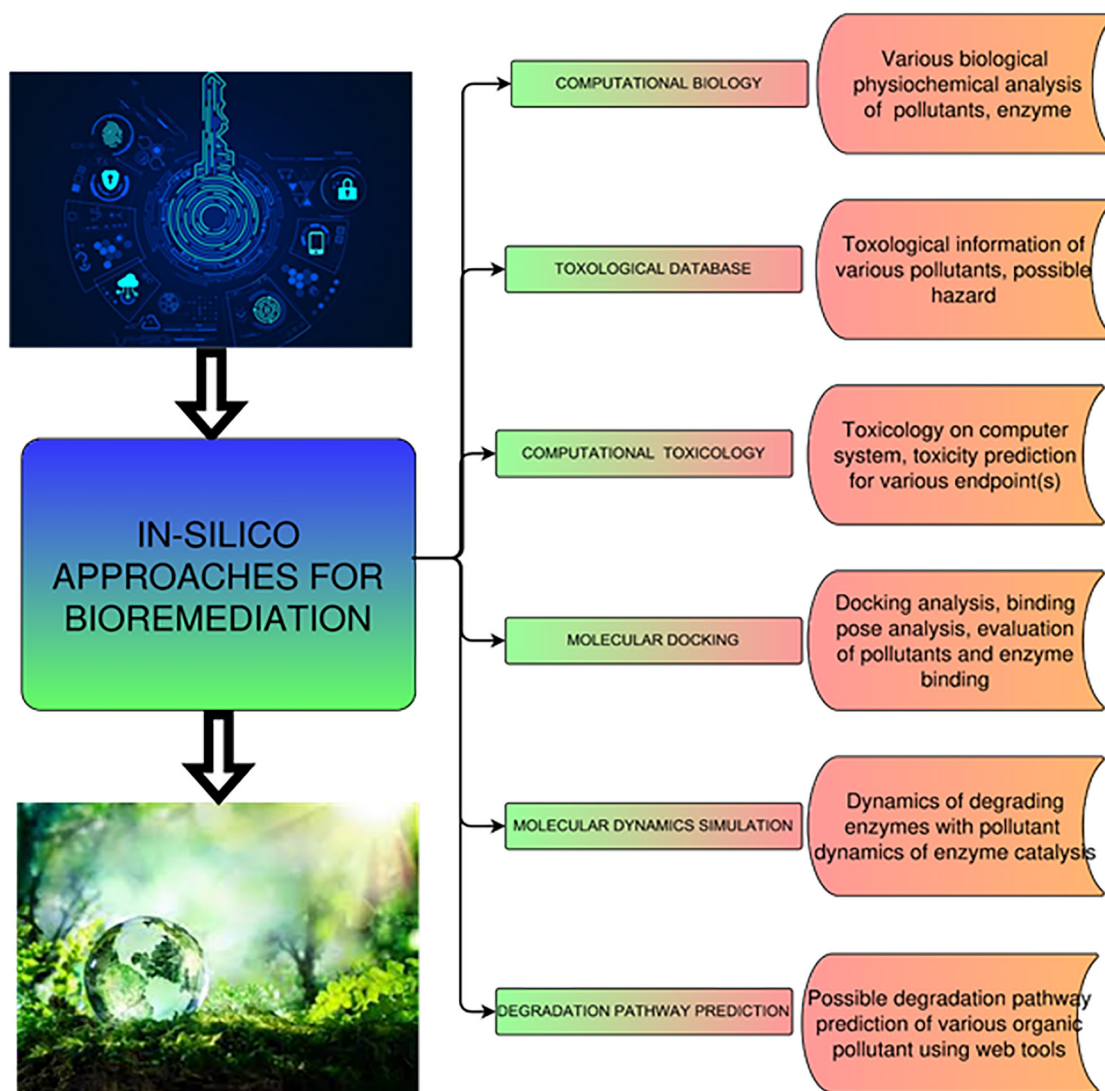 COMPUTATIONAL BIOLOGY
Various biological
physiochemical analysis
of pollutants, enzyme
TOXOLOGICAL DATABASE
Toxological information of
various pollutants, possible
hazard
COMPUTATIONAL TOXICOLOGY
Toxicology on computer
system, toxicity prediction
for various endpoint(s)
IN-SILICO
APPROACHES FOR
BIOREMEDIATION
MOLECULAR DOCKING
Docking analysis, binding
pose analysis, evaluation
of pollutants and enzyme
binding
MOLECULAR DYNAMICS SIMULATION
Dynamics of degrading
enzymes with pollutant
dynamics of enzyme catalysis
DEGRADATION PATHWAY PREDICTION
Possible degradation pathway
prediction of various organic
pollutant using web tools